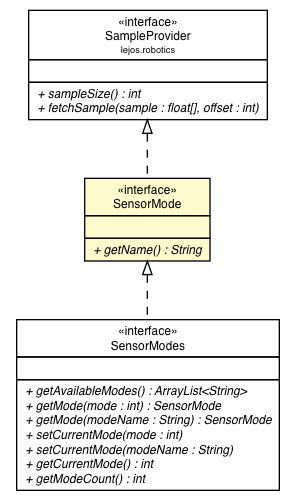 «interface»
SampleProvider
lejos.robotics
+ sampleSize() : int
+ fetchSample(sample : float[], offset : int)
«interface»
SensorMode
+ getName() : String
«interface»
SensorModes
+ getAvailableModes() : ArrayList<String>
+ getMode(mode : int) : SensorMode
+ getMode(modeName : String) : SensorMode
+ setCurrentMode(mode : int)
+ setCurrentMode(modeName : String)
+ getCurrentMode() : int
+ getModeCount() : int